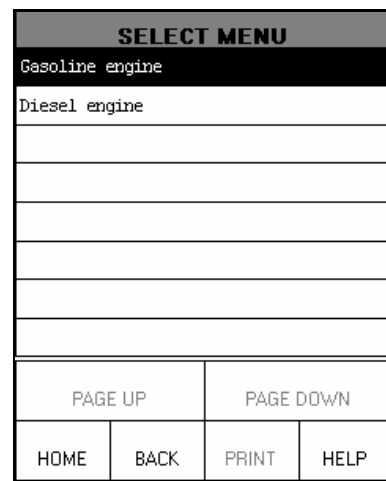 SELECT MENU
Gasoline engine
Diesel engine
PAGE UP PAGE DOWN
HOME BACK PRINT HELP